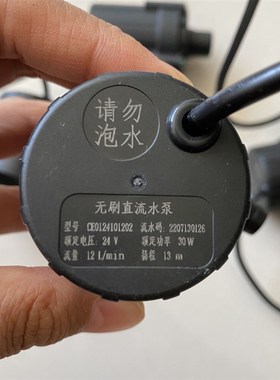 请勿
泡水
无刷直流水泵
型号 CE0124101202 流水码: 2207130126
额定电压: 24 V 额定功率 30W
流量 12 l/min 扬程 13 m